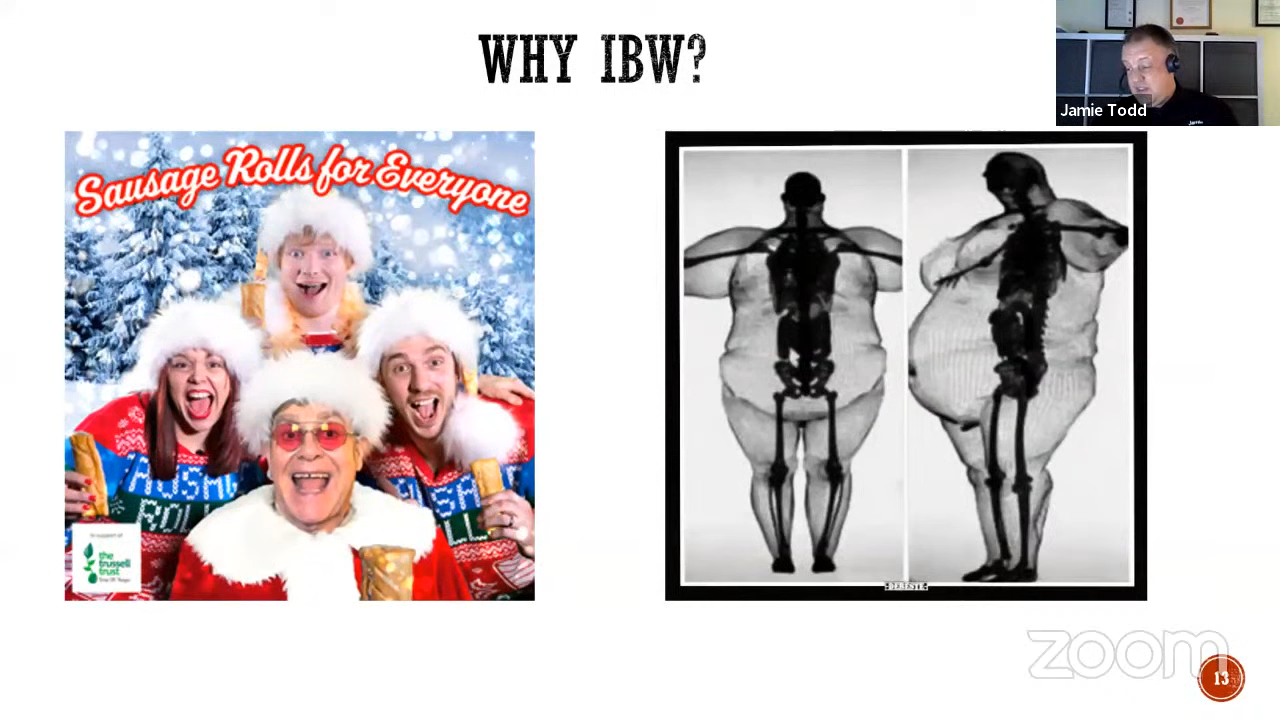 WHY IBW?
Jamie Todd
Sausage Rolls for Everyone
the
trussell
trust
zoom
13